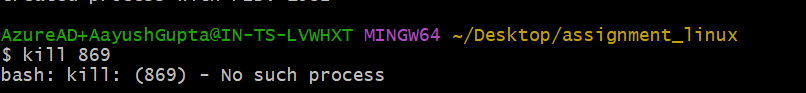 AzureAD+AayushGupta@IN-TS-LVWHXT MINGW64 ~/Desktop/assignment_linux
$ kill 869
bash: kill: (869) - No such process